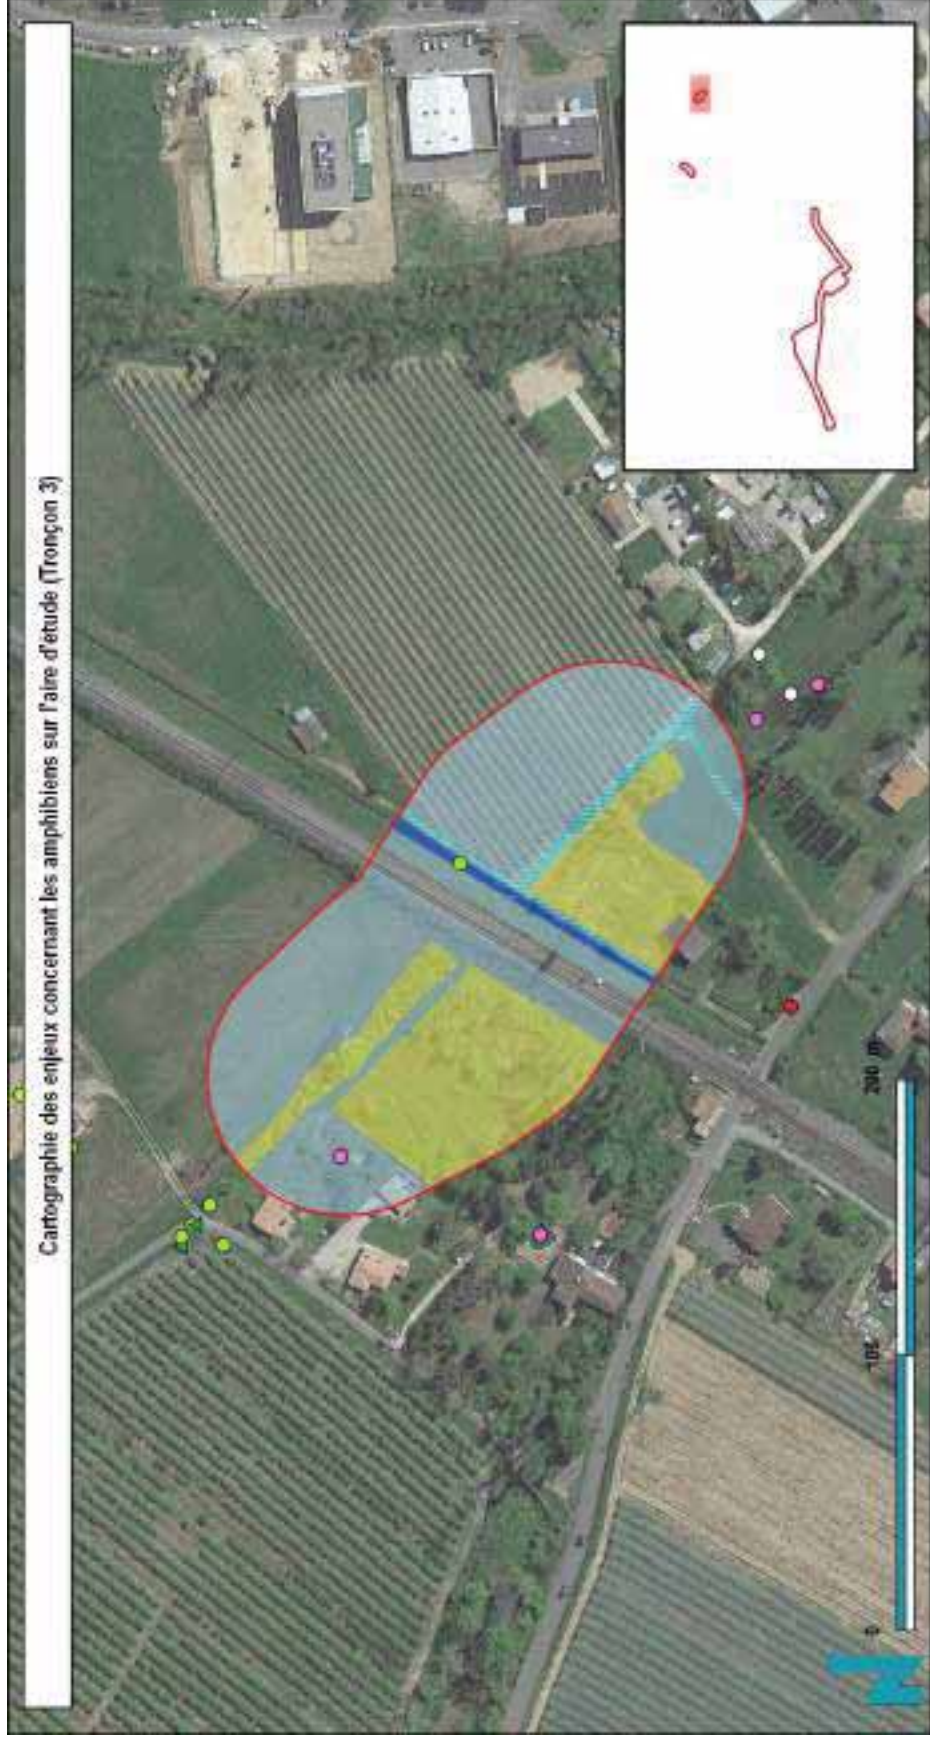 Cartographie des enjeux concernant les amphibiens sur l'aire d'étude (Tronçon 3)
0
200 m
N